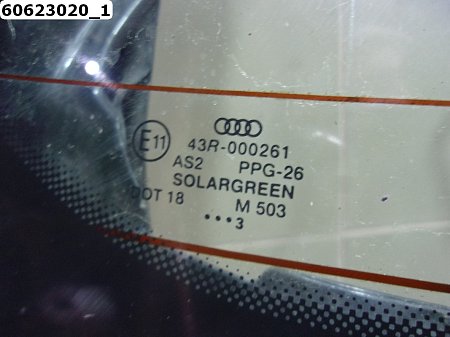 60623020_1
E11
43R-000261
AS2 PPG-26
SOLARGREEN
DOT 18 M 503
•••3